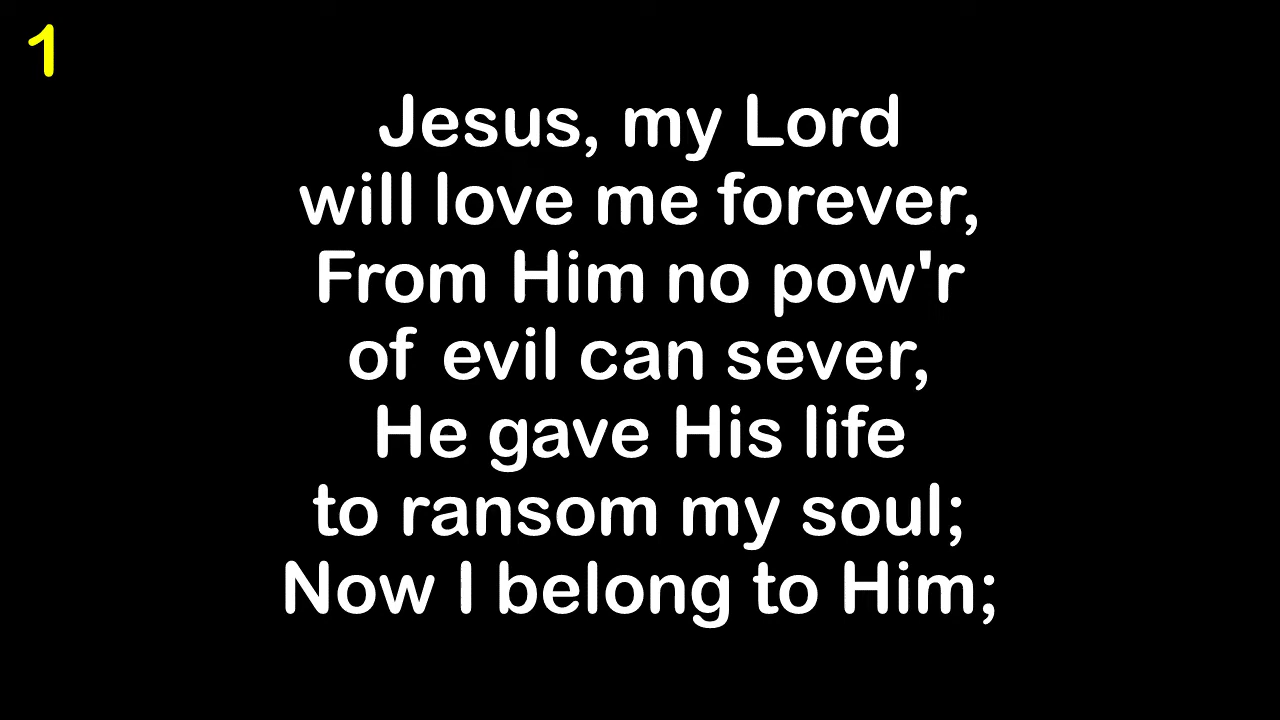 1
Jesus, my Lord
will love me forever,
From Him no pow'r
of evil can sever,
He gave His life
to ransom my soul;
Now I belong to Him;